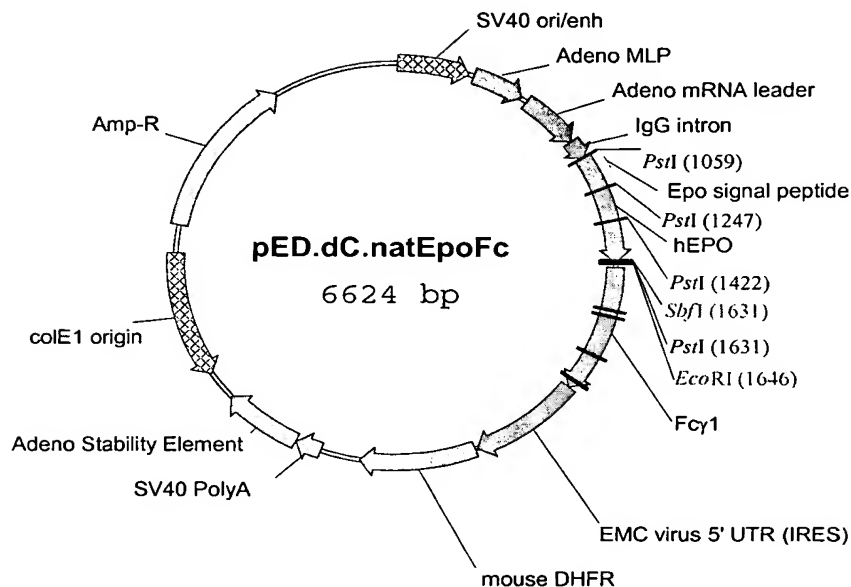 SV40 ori/enh
Adeno MLP
Adeno mRNA leader
IgG intron
PstI (1059)
Epo signal peptide
PstI (1247)
hEPO
PstI (1422)
SbfI (1631)
PstI (1631)
EcoRI (1646)
Fcγ1
EMC virus 5' UTR (IRES)
mouse DHFR
SV40 PolyA
Adeno Stability Element
colE1 origin
Amp-R
pED.dC.natEpoFc
6624 bp